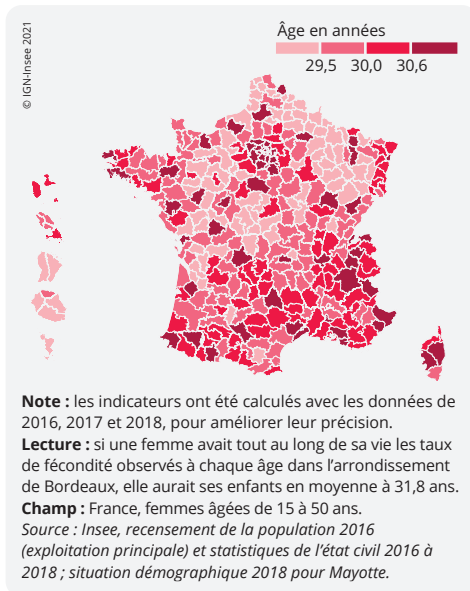 © IGN-Insee 2021
Âge en années
29,5 30,0 30,6
Note : les indicateurs ont été calculés avec les données de
2016, 2017 et 2018, pour améliorer leur précision.
Lecture : si une femme avait tout au long de sa vie les taux
de fécondité observés à chaque âge dans l’arrondissement
de Bordeaux, elle aurait ses enfants en moyenne à 31,8 ans.
Champ : France, femmes âgées de 15 à 50 ans.
Source : Insee, recensement de la population 2016
(exploitation principale) et statistiques de l’état civil 2016 à
2018 ; situation démographique 2018 pour Mayotte.